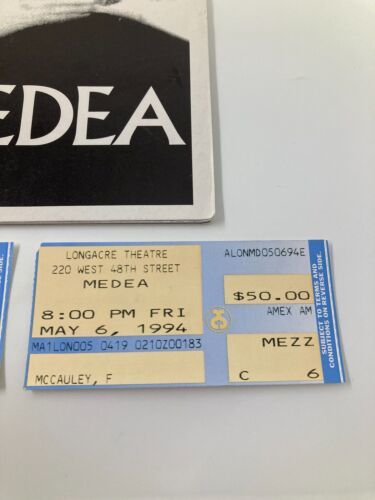 EDEA
LONGACRE THEATRE
220 WEST 48TH STREET
MEDEA
8:00 PM FRI
MAY 6, 1994
MA1LON005 0419 0210Z00183
MCCAULEY, F
ALONMD050694E
$50.00
AMEX AM
MEZZ
C 6
SUBJECT TO TERMS AND
CONDITIONS ON REVERSE SIDE.